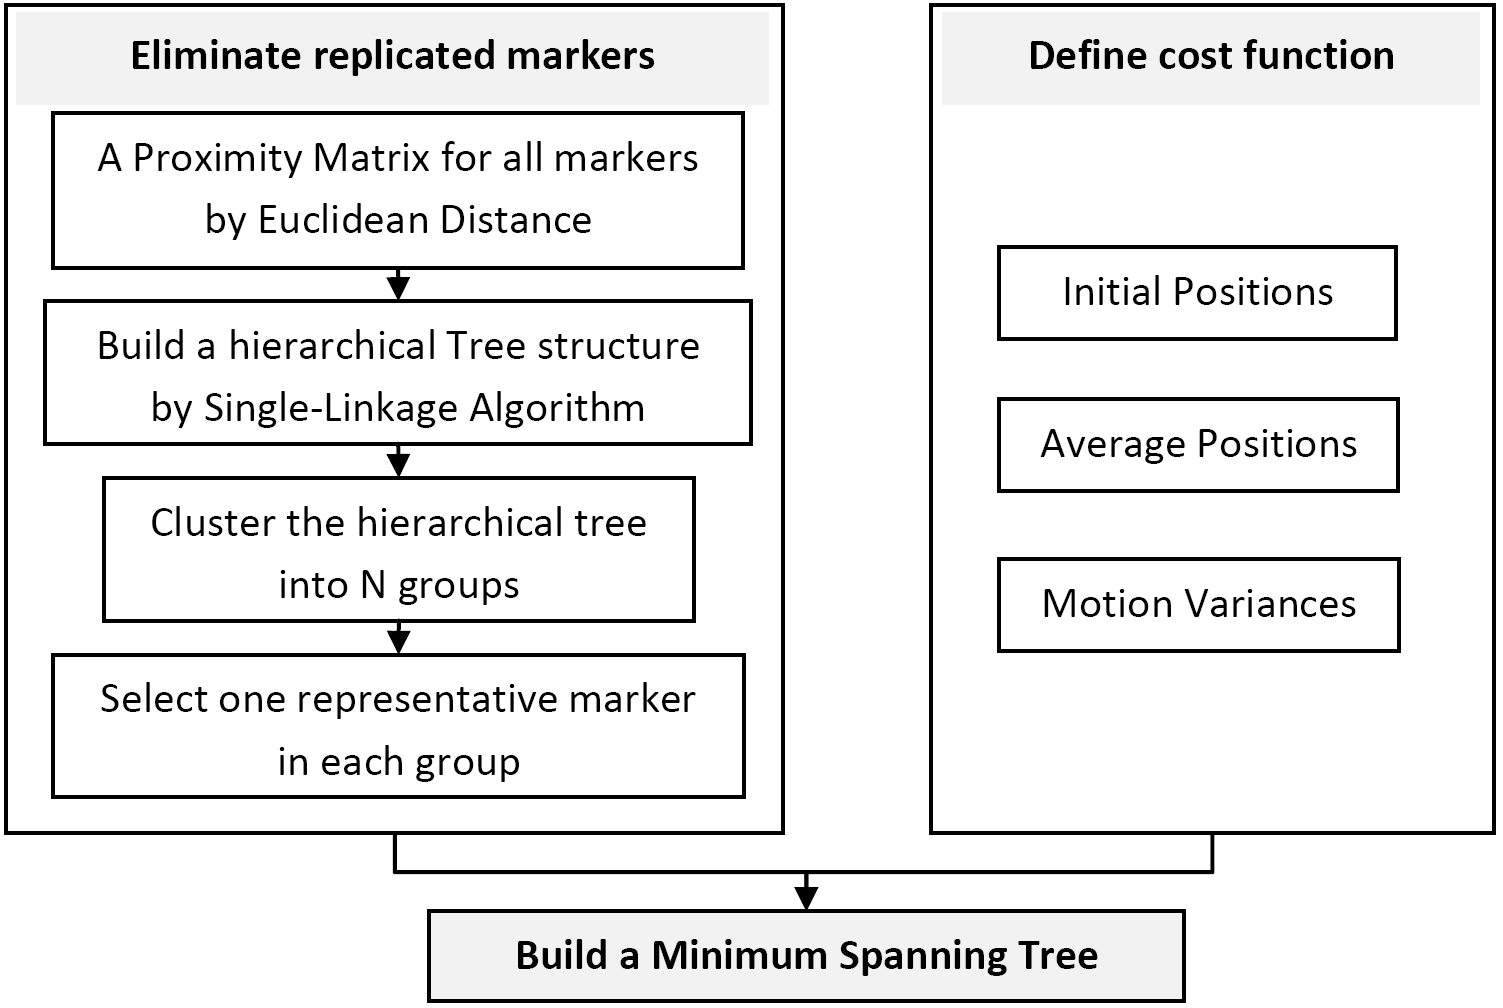 Eliminate replicated markers
A Proximity Matrix for all markers
by Euclidean Distance
Build a hierarchical Tree structure
by Single-Linkage Algorithm
Cluster the hierarchical tree
into N groups
Select one representative marker
in each group
Define cost function
Initial Positions
Average Positions
Motion Variances
Build a Minimum Spanning Tree